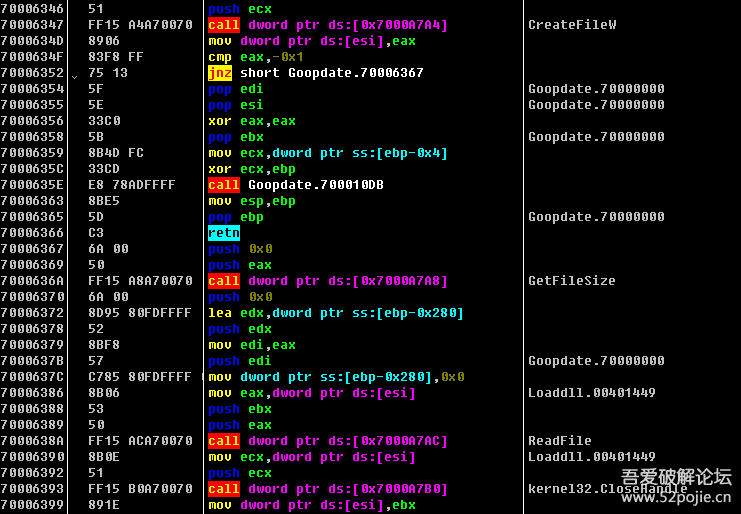 70006346 51 push ecx
70006347 FF15 A4A70070 call dword ptr ds:[0x7000A7A4] CreateFileW
7000634D 8906 mov dword ptr ds:[esi],eax
7000634F 83F8 FF cmp eax,-0x1
70006352 75 13 jnz short Goopdate.70006367
70006354 5F pop edi Goopdate.70000000
70006355 5E pop esi Goopdate.70000000
70006356 33C0 xor eax,eax
70006358 5B pop ebx Goopdate.70000000
70006359 8B4D FC mov ecx,dword ptr ss:[ebp-0x4]
7000635C 33CD xor ecx,ebp
7000635E E8 78ADFFFF call Goopdate.700010DB
70006363 8BE5 mov esp,ebp
70006365 5D pop ebp Goopdate.70000000
70006366 C3 retn
70006367 6A 00 push 0x0
70006369 50 push eax
7000636A FF15 A8A70070 call dword ptr ds:[0x7000A7A8] GetFileSize
70006370 6A 00 push 0x0
70006372 8D95 80FDFFFF lea edx,dword ptr ss:[ebp-0x280]
70006378 52 push edx
70006379 8BF8 mov edi,eax
7000637B 57 push edi Goopdate.70000000
7000637C C785 80FDFFFF mov dword ptr ss:[ebp-0x280],0x0
70006386 8B06 mov eax,dword ptr ds:[esi] Loaddll.00401449
70006388 53 push ebx
70006389 50 push eax
7000638A FF15 ACA70070 call dword ptr ds:[0x7000A7AC] ReadFile
70006390 8B0E mov ecx,dword ptr ds:[esi] Loaddll.00401449
70006392 51 push ecx
70006393 FF15 B0A70070 call dword ptr ds:[0x7000A7B0] kernel32.CloseHandle
70006399 891E mov dword ptr ds:[esi],ebx
吾爱破解论坛
www.52pojie.cn